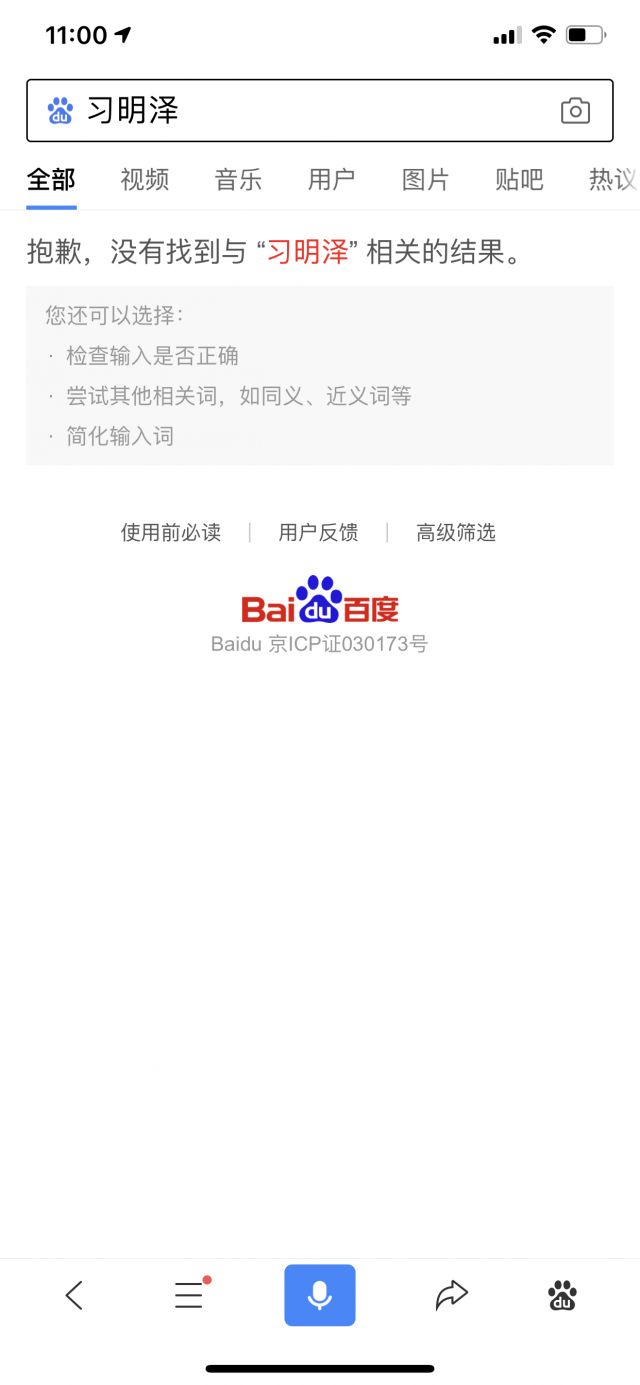 11:00
du 习明泽
全部 视频 音乐 用户 图片 贴吧 热议
抱歉，没有找到与 “习明泽” 相关的结果。
您还可以选择：
· 检查输入是否正确
· 尝试其他相关词，如同义、近义词等
· 简化输入词
使用前必读 | 用户反馈 | 高级筛选
Baidu百度
Baidu 京ICP证030173号
du